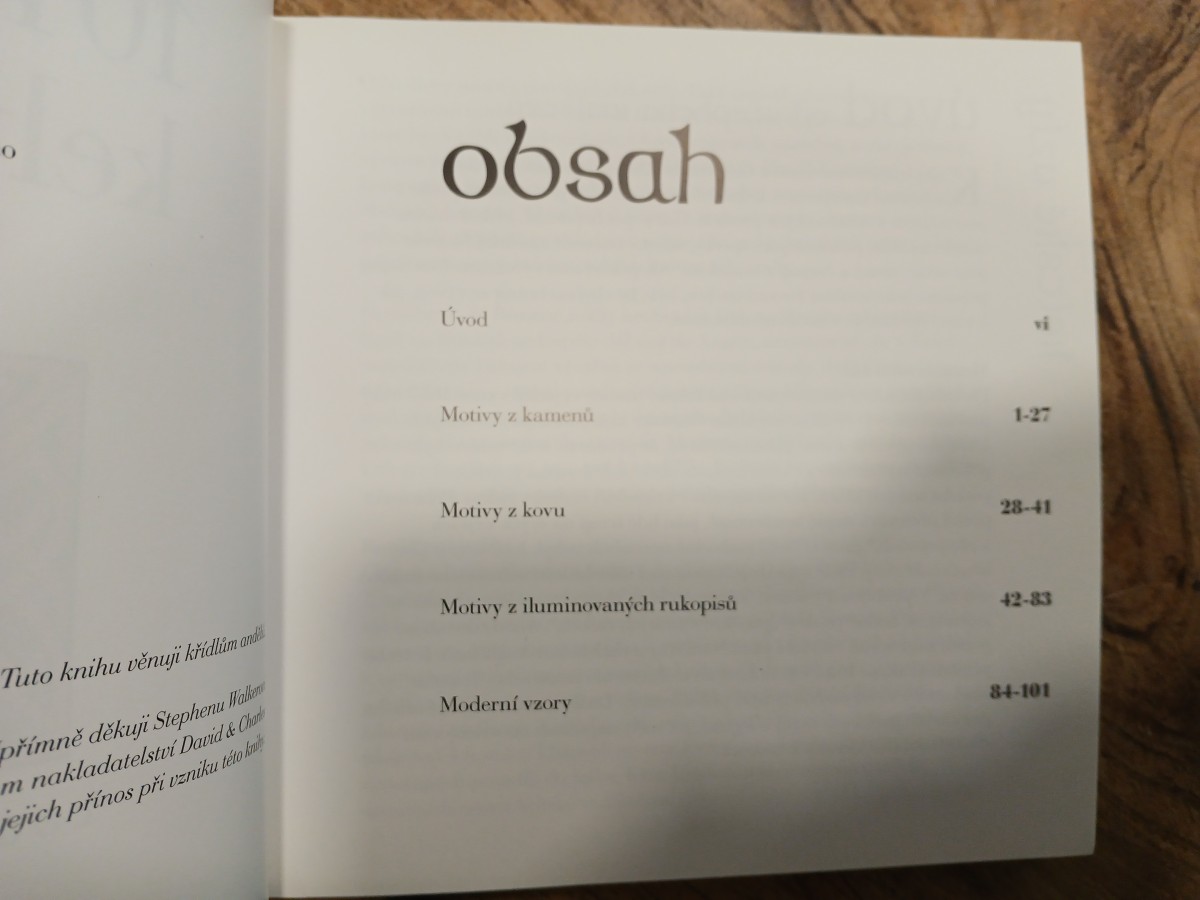 o
Tuto knihu věnuji křídlům
přímně děkuji Stephenu
m nakladatelství David &
jejich přínos při vzniku této knihy
obsah
Úvod vi
Motivy z kamenů 1-27
Motivy z kovu 28-41
Motivy z iluminovaných rukopisů 42-83
Moderní vzory 84-101